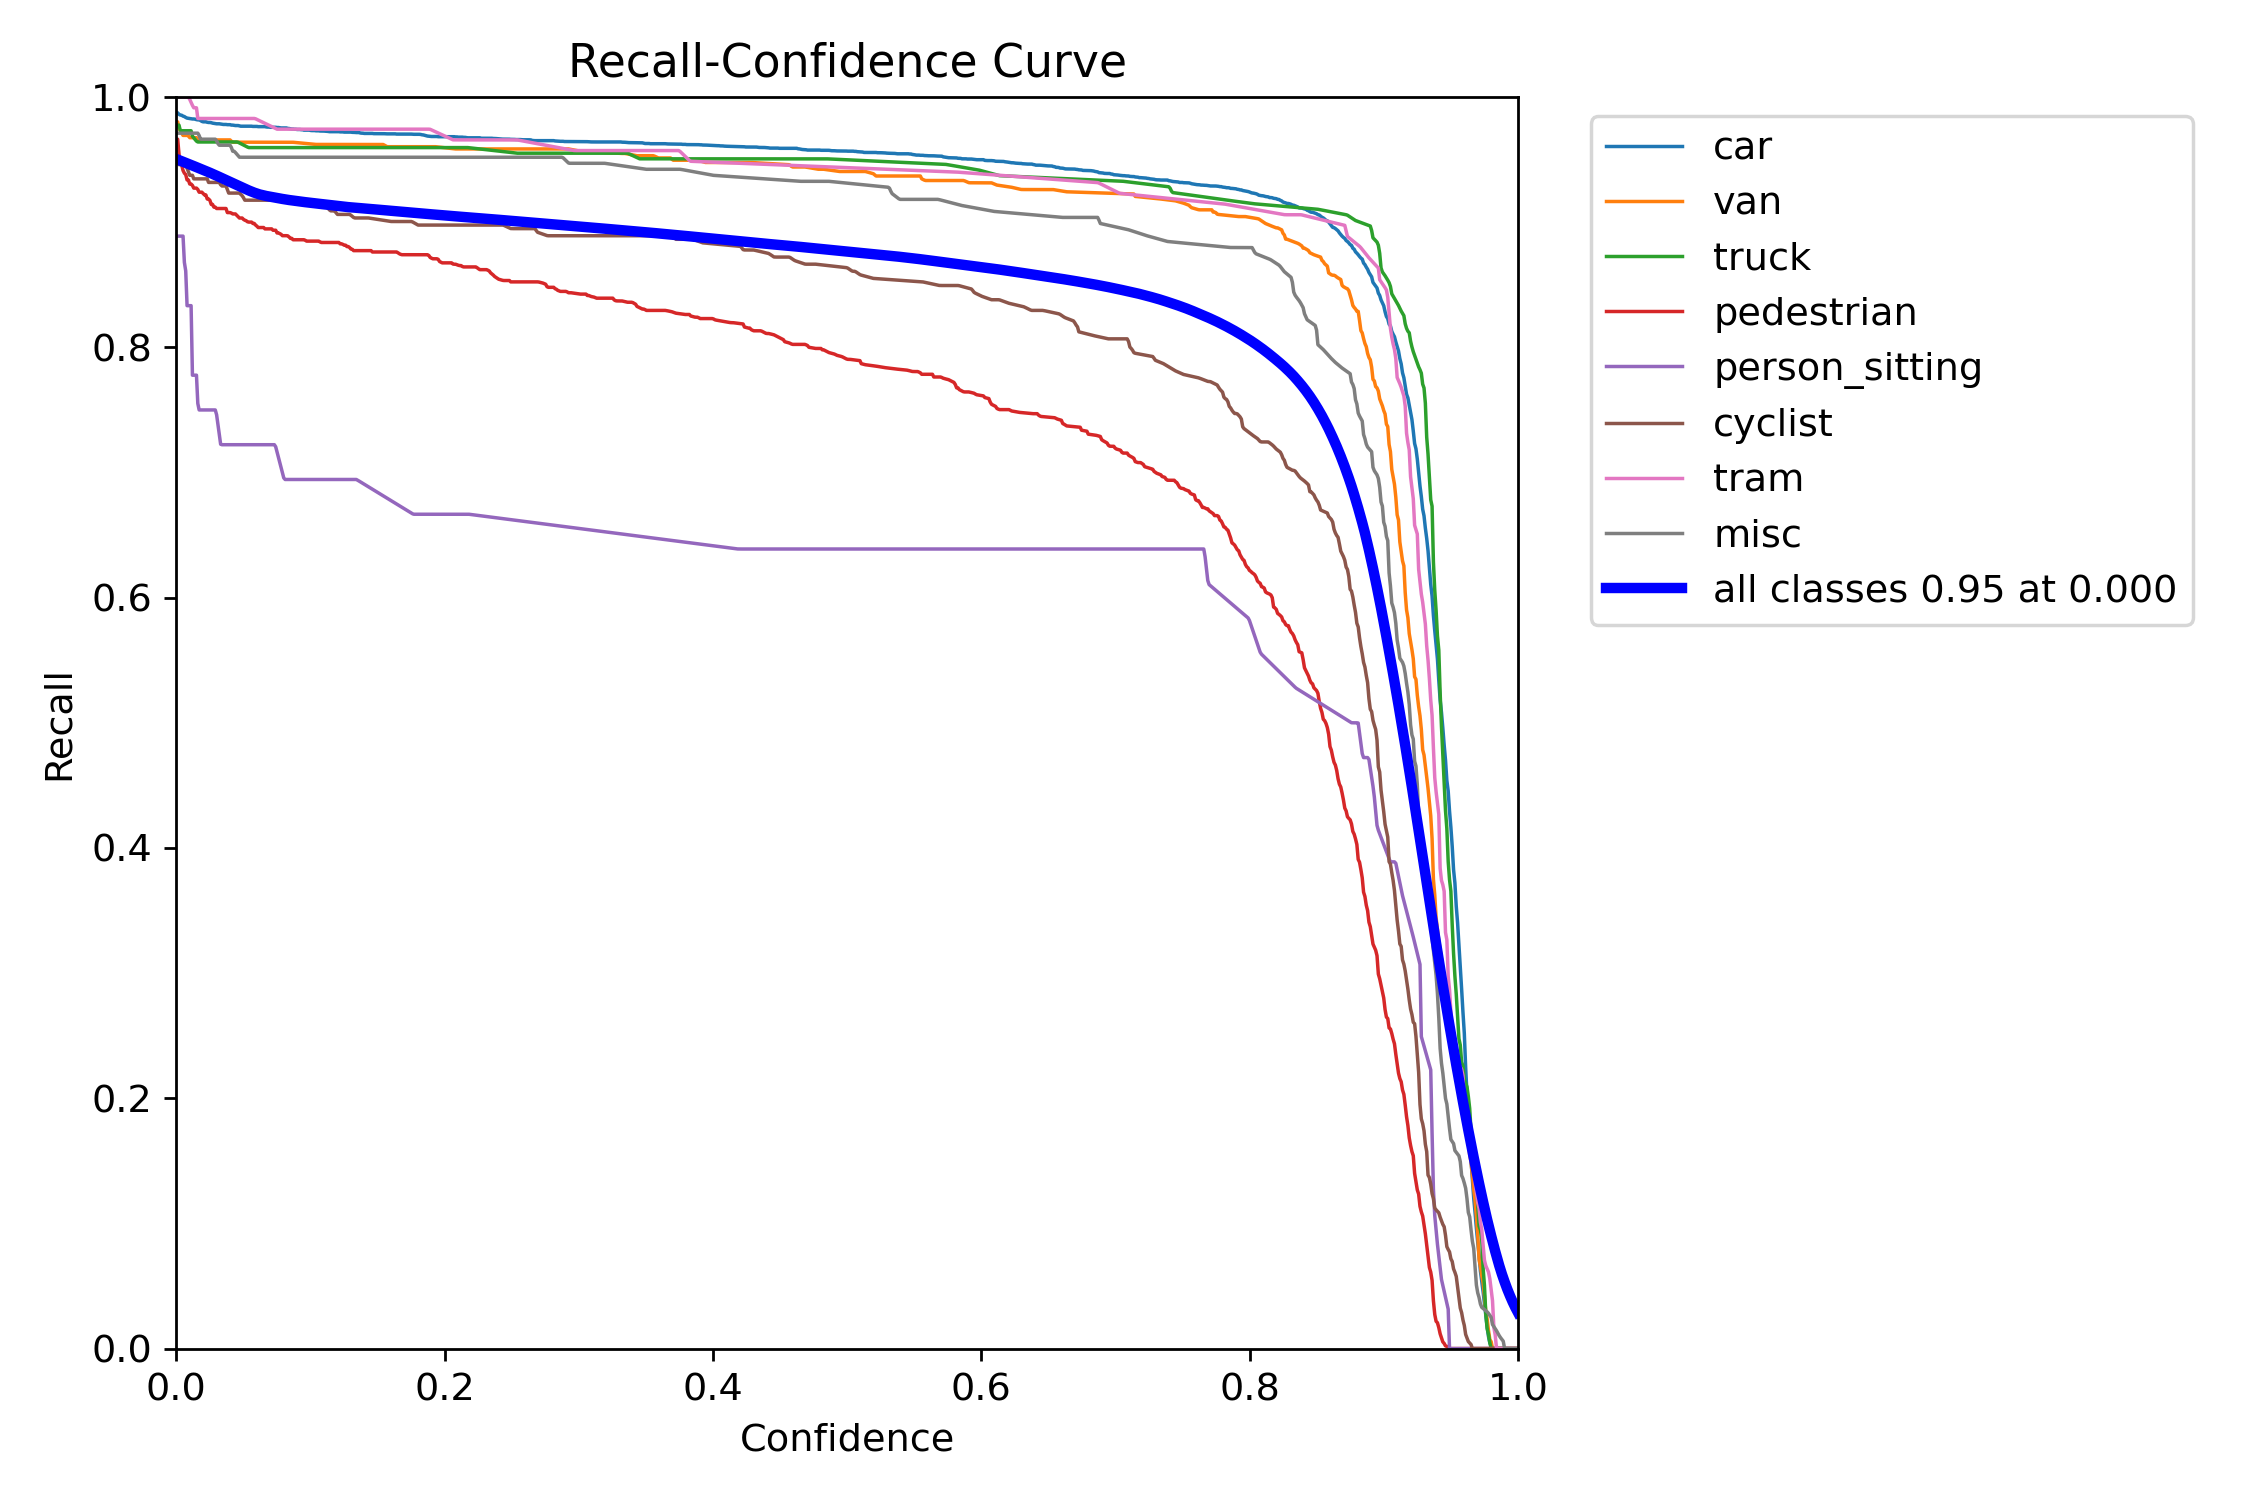 Recall-Confidence Curve
1.0
0.8
0.6
0.4
0.2
0.0
Recall
0.0 0.2 0.4 0.6 0.8 1.0
Confidence
car
van
truck
pedestrian
person_sitting
cyclist
tram
misc
all classes 0.95 at 0.000